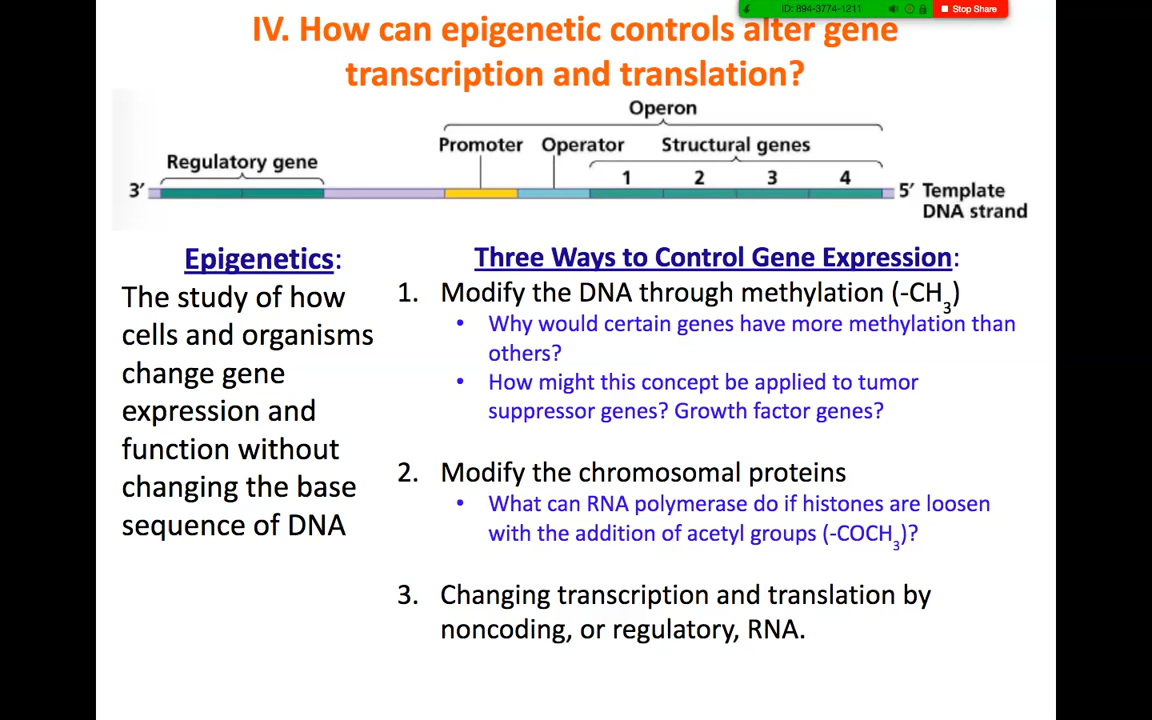 ID: 894-3774-1211
Stop Share
IV. How can epigenetic controls alter gene
transcription and translation?
Operon
Promoter Operator Structural genes
Regulatory gene
1 2 3 4
3′ 5′ Template
DNA strand
Epigenetics:
The study of how
cells and organisms
change gene
expression and
function without
changing the base
sequence of DNA
Three Ways to Control Gene Expression:
1. Modify the DNA through methylation (-CH3)
• Why would certain genes have more methylation than
others?
• How might this concept be applied to tumor
suppressor genes? Growth factor genes?
2. Modify the chromosomal proteins
• What can RNA polymerase do if histones are loosen
with the addition of acetyl groups (-COCH3)?
3. Changing transcription and translation by
noncoding, or regulatory, RNA.